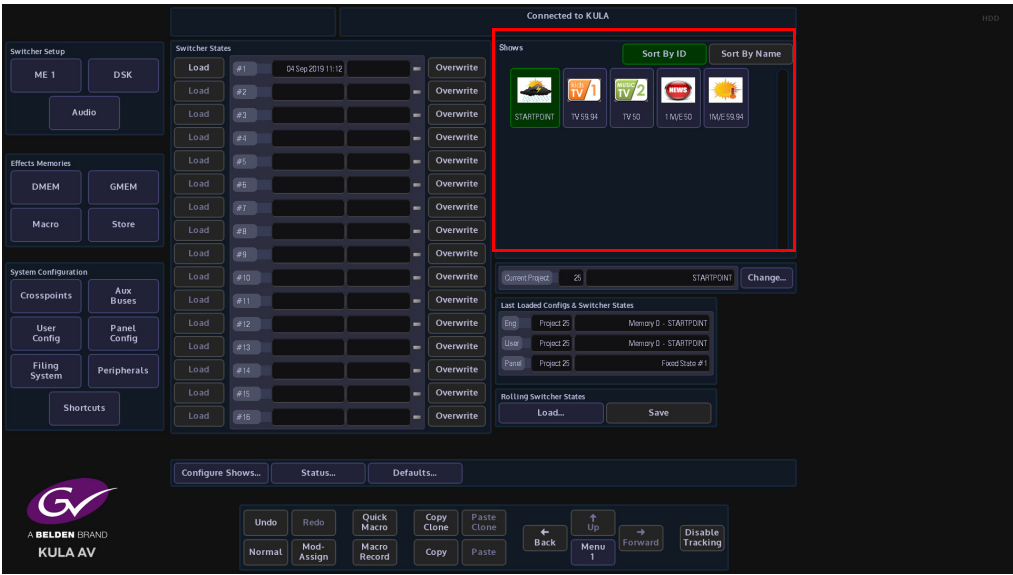 Connected to KULA
HDD
Switcher Setup
ME 1
DSK
Audio
Effects Memories
DMEM
GMEM
Macro
Store
System Configuration
Crosspoints
Aux
Buses
User
Config
Panel
Config
Filing
System
Peripherals
Shortcuts
Switcher States
Load #1 04 Sep 2019 11:12 Overwrite
Load #2 Overwrite
Load #3 Overwrite
Load #4 Overwrite
Load #5 Overwrite
Load #6 Overwrite
Load #7 Overwrite
Load #8 Overwrite
Load #9 Overwrite
Load #10 Overwrite
Load #11 Overwrite
Load #12 Overwrite
Load #13 Overwrite
Load #14 Overwrite
Load #15 Overwrite
Load #16 Overwrite
Shows
Sort By ID
Sort By Name
STARTPOINT
Kids
TV 1
TV 59.94
MUSIC
TV 2
TV 50
NEWS
1 M/E 50
1M/E 59.94
Current Project 25 STARTPOINT Change...
Last Loaded Configs & Switcher States
Eng Project 25 Memory 0 - STARTPOINT
User Project 25 Memory 0 - STARTPOINT
Panel Project 25 Fixed State #1
Rolling Switcher States
Load...
Save
Configure Shows...
Status...
Defaults...
GV
A BELDEN BRAND
KULA AV
Undo
Redo
Quick
Macro
Copy
Clone
Paste
Clone
Normal
Mod-
Assign
Macro
Record
Copy
Paste
← 
Back
↑
Up
Menu
1
→
Forward
Disable
Tracking